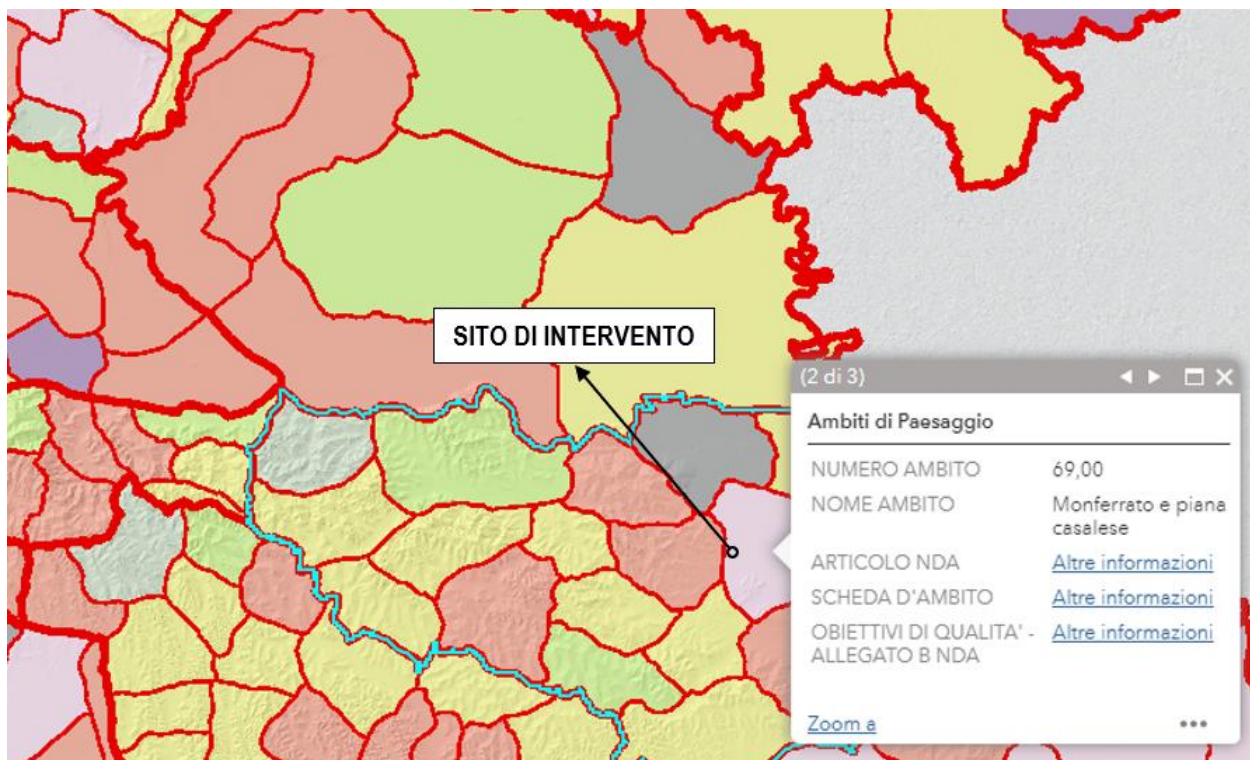 SITO DI INTERVENTO
(2 di 3)
Ambiti di Paesaggio
NUMERO AMBITO 69,00
NOME AMBITO Monferrato e piana
casalese
ARTICOLO NDA Altre informazioni
SCHEDA D'AMBITO Altre informazioni
OBIETTIVI DI QUALITA' - Altre informazioni
ALLEGATO B NDA
Zoom a